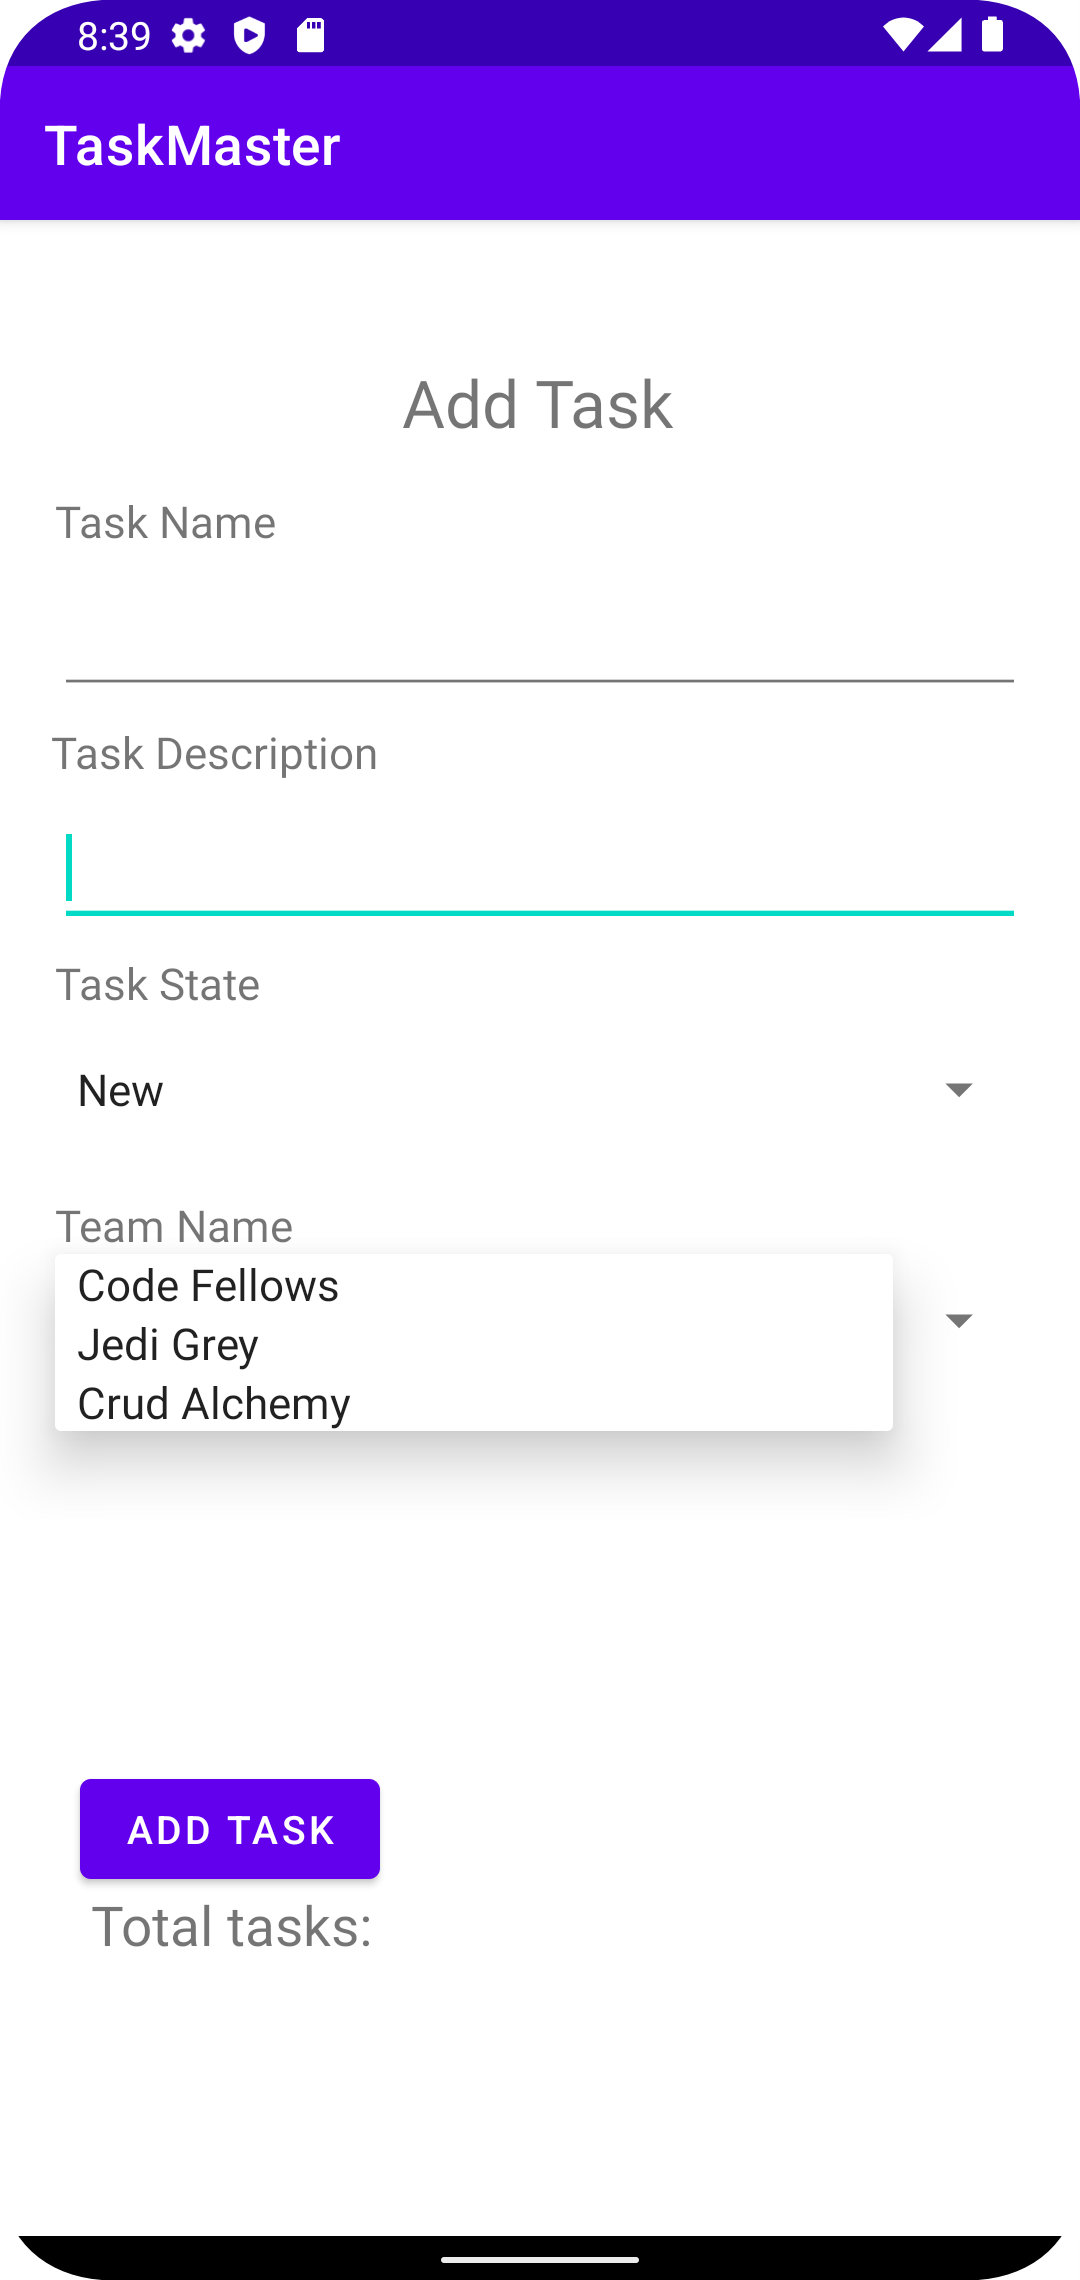 8:39
TaskMaster
Add Task
Task Name
Task Description
Task State
New
Team Name
Code Fellows
Jedi Grey
Crud Alchemy
ADD TASK
Total tasks: